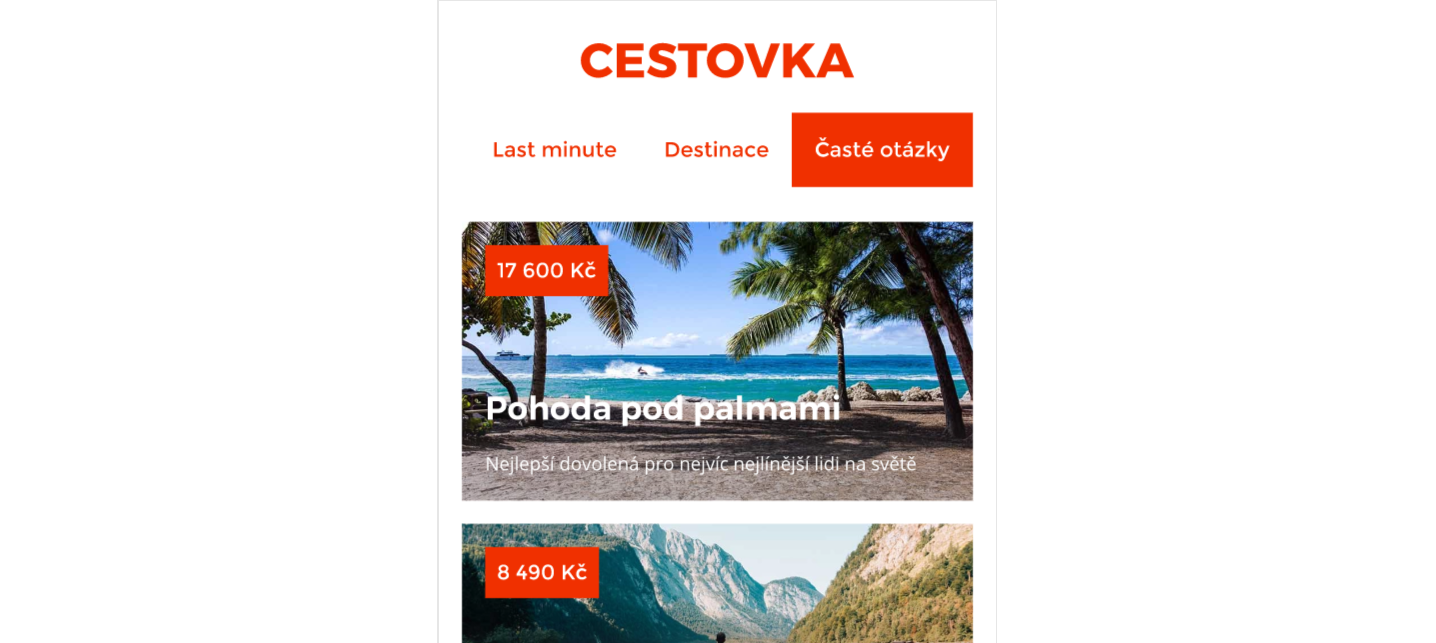 CESTOVKA
Last minute Destinace Časté otázky
17 600 Kč
Pohoda pod palmami
Nejlepší dovolená pro nejvíc nejlínější lidi na světě
8 490 Kč